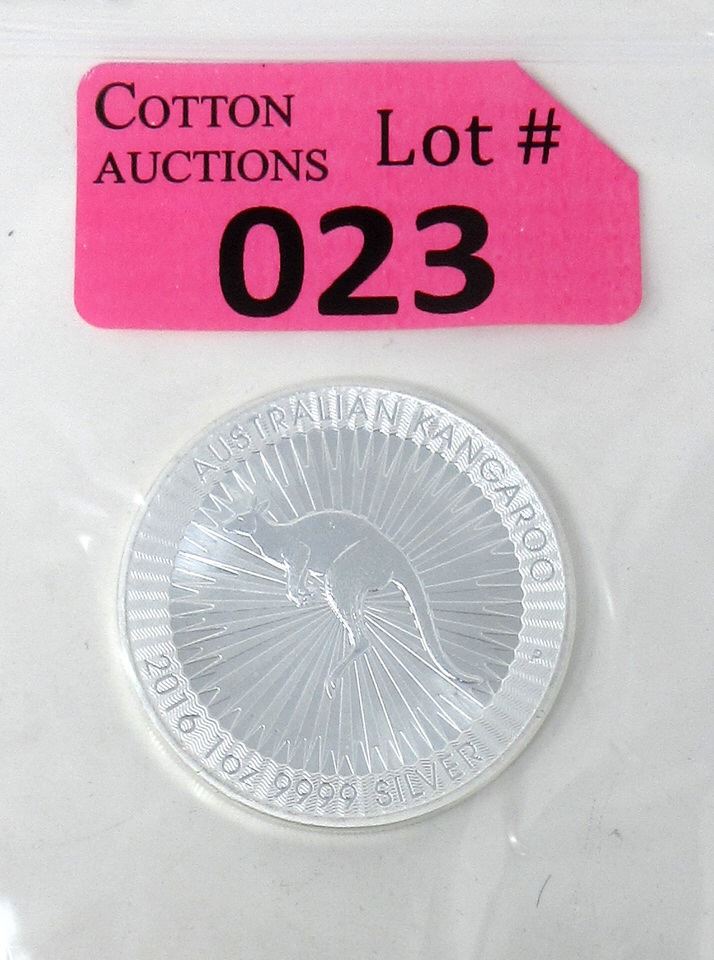 COTTON
AUCTIONS
Lot #
023
AUSTRALIAN KANGAROO
P
2016 1oz 9999 SILVER